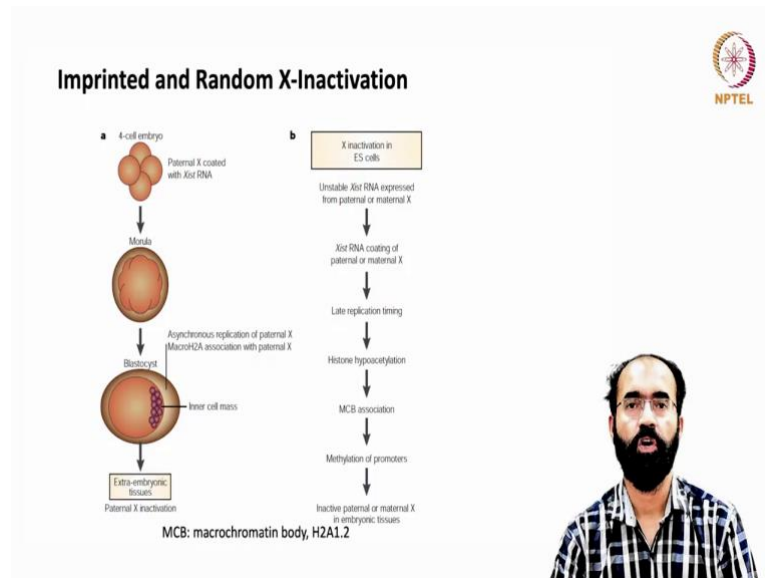 Imprinted and Random X-Inactivation
NPTEL
a 4-cell embryo
Paternal X coated
with Xist RNA
Morula
Asynchronous replication of paternal X
MacroH2A association with paternal X
Blastocyst
Inner cell mass
Extra-embryonic
tissues
Paternal X inactivation
b
X inactivation in
ES cells
Unstable Xist RNA expressed
from paternal or maternal X
Xist RNA coating of
paternal or maternal X
Late replication timing
Histone hypoacetylation
MCB association
Methylation of promoters
Inactive paternal or maternal X
in embryonic tissues
MCB: macrochromatin body, H2A1.2